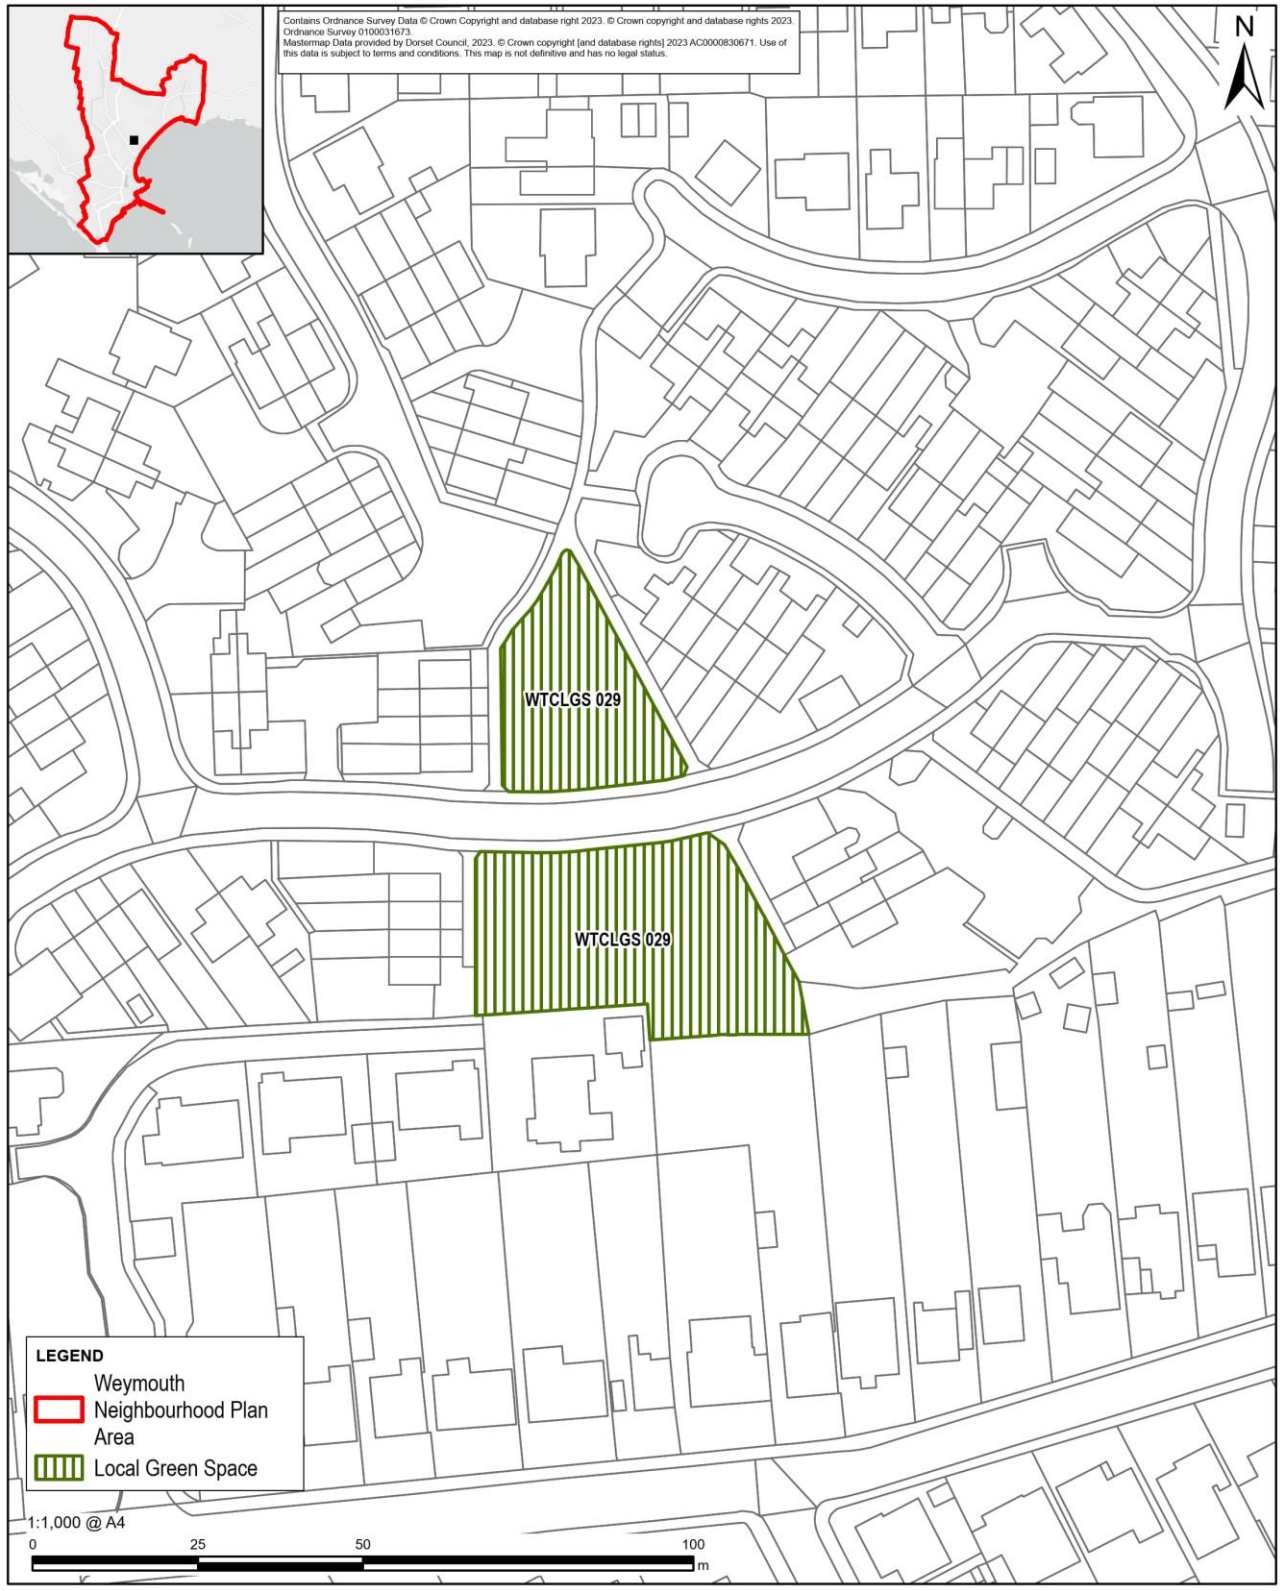 Contains Ordnance Survey Data © Crown Copyright and database right 2023. © Crown copyright and database rights 2023.
Ordnance Survey 0100031673.
Mastermap Data provided by Dorset Council, 2023. © Crown copyright [and database rights] 2023 AC0000830671. Use of
this data is subject to terms and conditions. This map is not definitive and has no legal status.
N
WTCLGS 029
WTCLGS 029
LEGEND
Weymouth
Neighbourhood Plan
Area
Local Green Space
1:1,000 @ A4
0 25 50 100
m